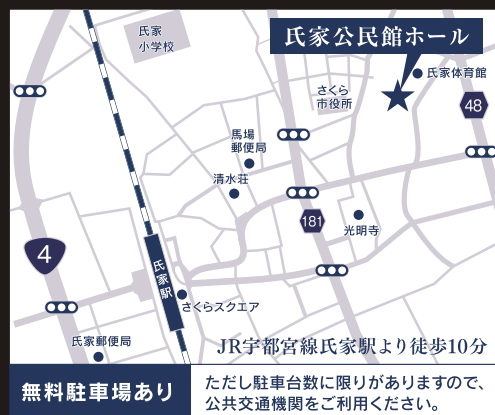 氏家公民館ホール
氏家
小学校
氏家体育館
さくら
市役所
48
馬場
郵便局
清水荘
181
光明寺
4
氏家駅
さくらスクエア
氏家郵便局
JR宇都宮線氏家駅より徒歩10分
無料駐車場あり
ただし駐車台数に限りがありますので、
公共交通機関をご利用ください。